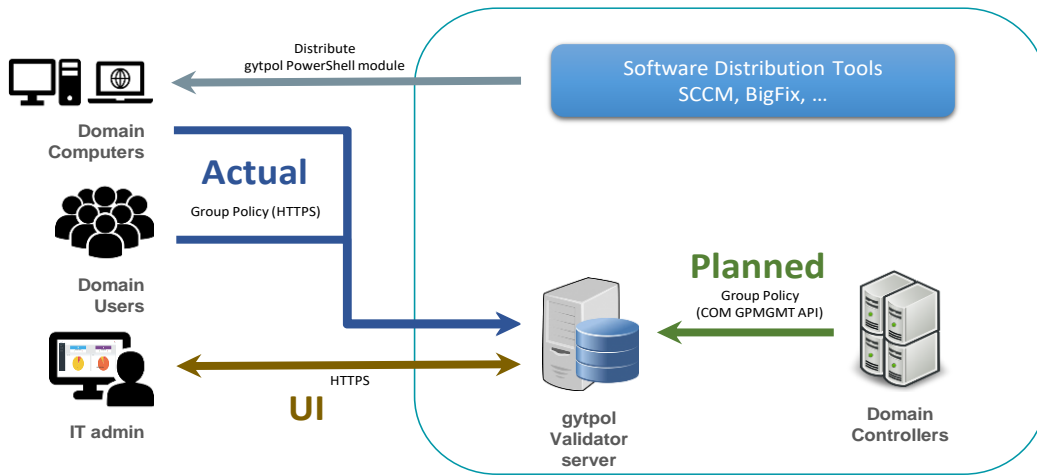 Distribute
gytpol PowerShell module
Software Distribution Tools
SCCM, BigFix, ...
Domain
Computers
Actual
Group Policy (HTTPS)
Domain
Users
Planned
Group Policy
(COM GPMGMT API)
HTTPS
UI
IT admin
gytpol
Validator
server
Domain
Controllers